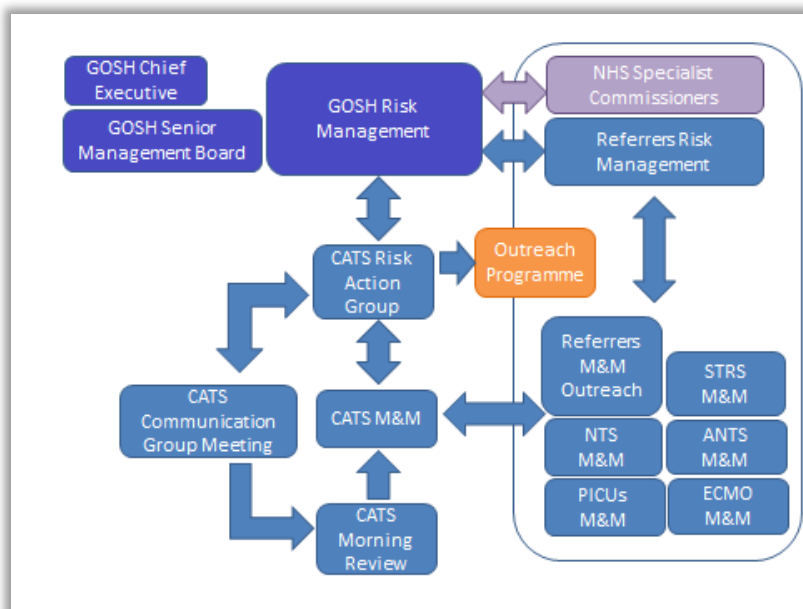 GOSH Chief
Executive
GOSH Senior
Management Board
GOSH Risk
Management
NHS Specialist
Commissioners
Referrers Risk
Management
CATS Risk
Action
Group
Outreach
Programme
CATS
Communication
Group Meeting
CATS M&M
Referrers
M&M
Outreach
STRS
M&M
NTS
M&M
ANTS
M&M
PICUs
M&M
ECMO
M&M
CATS
Morning
Review